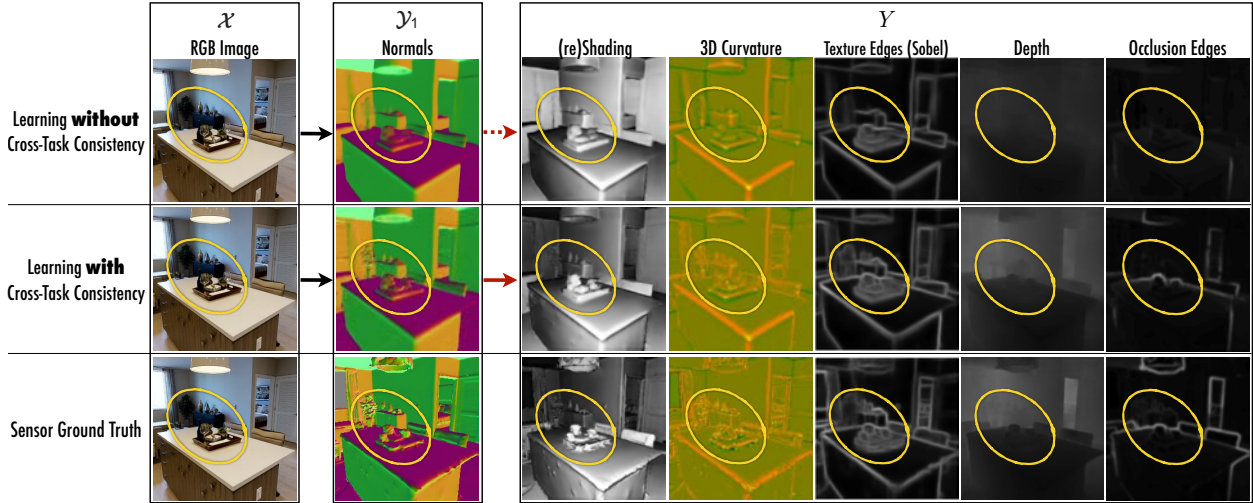 𝒳
RGB Image
𝒴₁
Normals
Y
(re)Shading
3D Curvature
Texture Edges (Sobel)
Depth
Occlusion Edges
Learning without
Cross-Task Consistency
Learning with
Cross-Task Consistency
Sensor Ground Truth